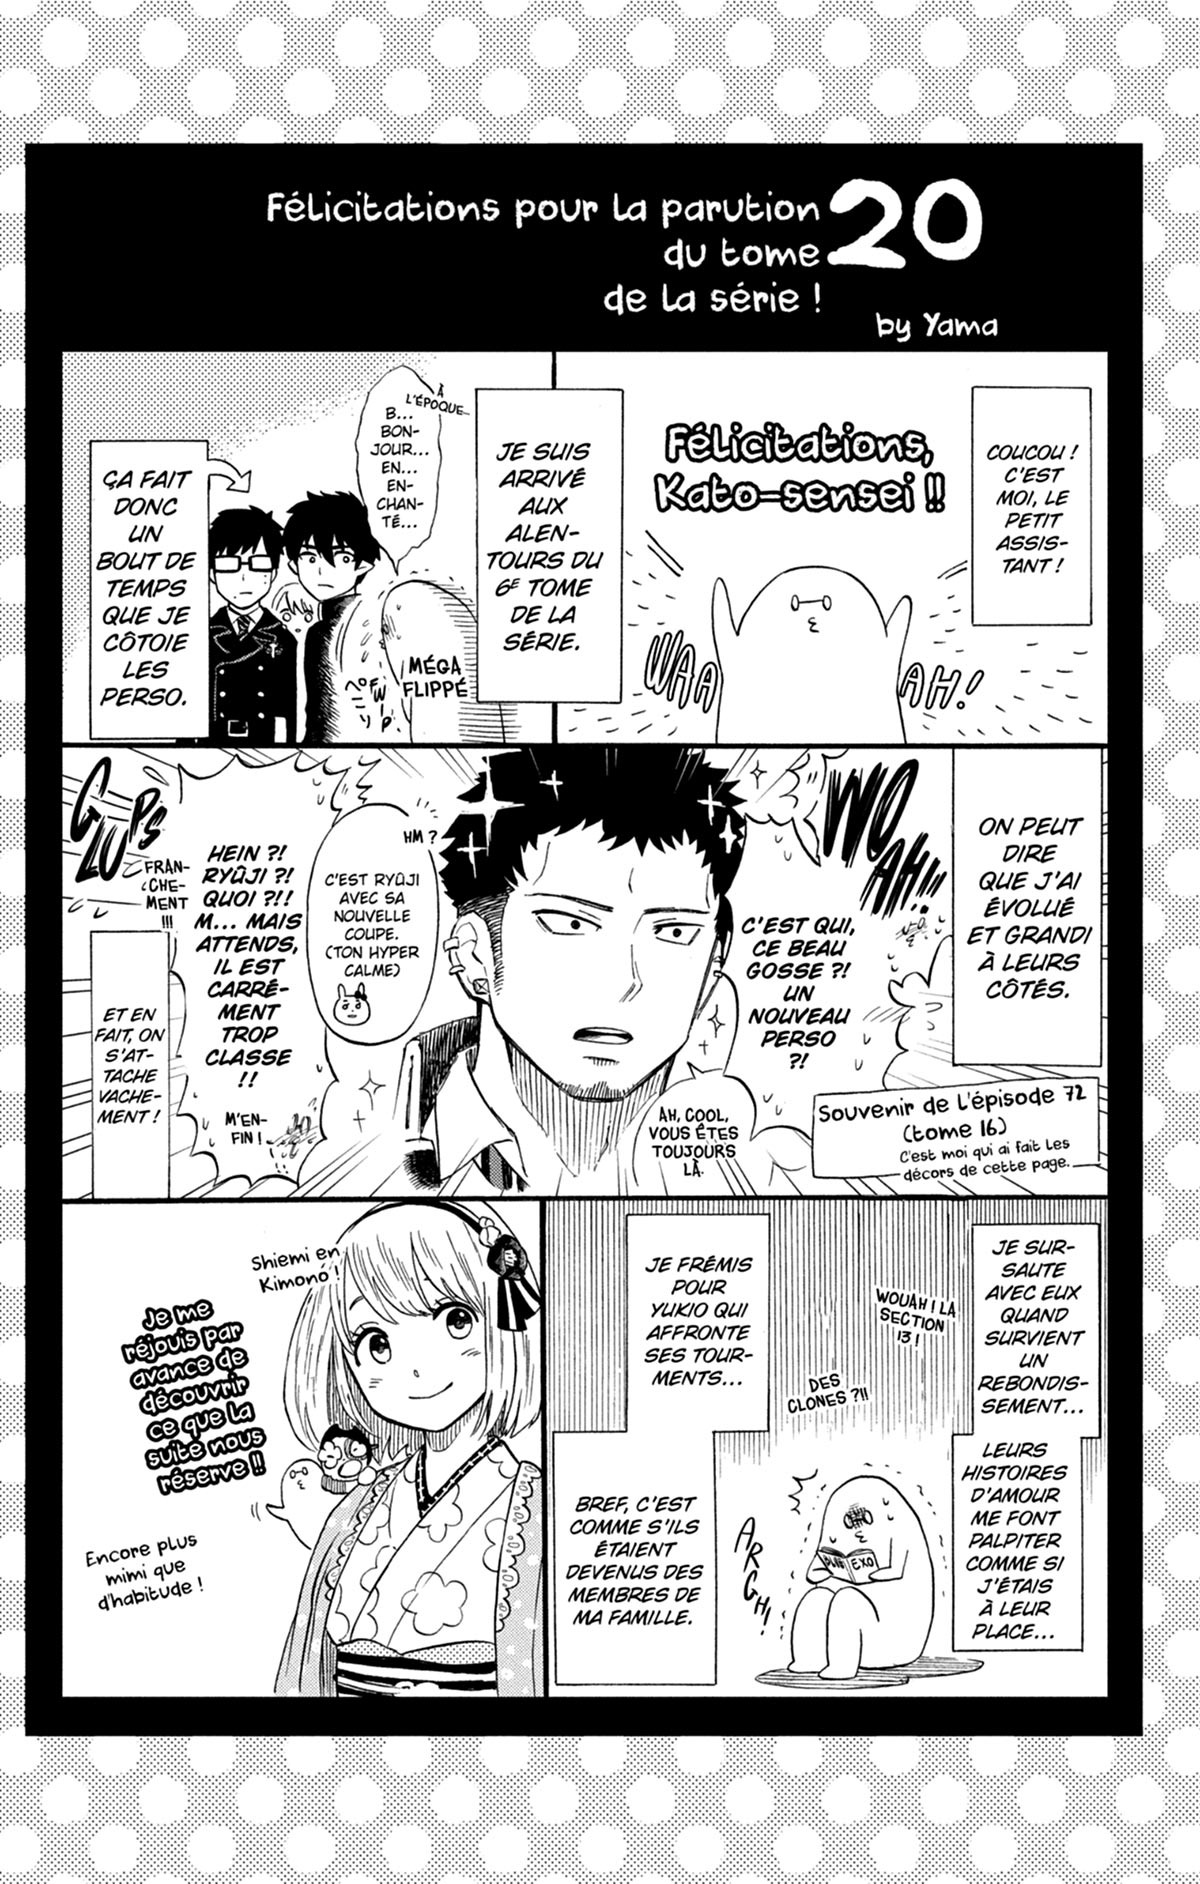 Félicitations pour la parution
du tome 20
de la série !
by Yama
COUCOU !
C'EST
MOI, LE
PETIT
ASSIS-
TANT !
Félicitations,
Kato-sensei !!
WAA
AH!
JE SUIS
ARRIVÉ
AUX
ALEN-
TOURS DU
6E TOME
DE LA
SÉRIE.
À
L'ÉPOQUE
B...
BON-
JOUR...
EN...
EN-
CHAN-
TÉ...
MÉGA
FLIPPÉ
ÇA FAIT
DONC
UN
BOUT DE
TEMPS
QUE JE
CÔTOIE
LES
PERSO.
ON PEUT
DIRE
QUE J'AI
ÉVOLUÉ
ET GRANDI
À LEURS
CÔTÉS.
WOAH!!!
C'EST QUI,
CE BEAU
GOSSE ?!
UN
NOUVEAU
PERSO
?!
Souvenir de l'épisode 72
(tome 16)
C'est moi qui ai fait les
décors de cette page.
AH, COOL,
VOUS ÊTES
TOUJOURS
LÀ.
HM ?
C'EST RYÛJI
AVEC SA
NOUVELLE
COUPE.
(TON HYPER
CALME)
HEIN ?!
RYÛJI ?!
QUOI ?!!
M... MAIS
ATTENDS,
IL EST
CARRÉ-
MENT
TROP
CLASSE
!!
M'EN-
FIN !
GLUPS
FRAN-
CHE-
MENT
!!!
ET EN
FAIT, ON
S'AT-
TACHE
VACHE-
MENT !
JE SUR-
SAUTE
AVEC EUX
QUAND
SURVIENT
UN
REBONDIS-
SEMENT...
WOUAH ! LA
SECTION
13 !
DES
CLONES ?!!
LEURS
HISTOIRES
D'AMOUR
ME FONT
PALPITER
COMME SI
J'ÉTAIS
À LEUR
PLACE...
EXO
ARGH!
JE FRÉMIS
POUR
YUKIO QUI
AFFRONTE
SES TOUR-
MENTS...
BREF, C'EST
COMME S'ILS
ÉTAIENT
DEVENUS DES
MEMBRES DE
MA FAMILLE.
Shiemi en
Kimono !
Je me
réjouis par
avance de
découvrir
ce que la
suite nous
réserve !!
Encore plus
mimi que
d'habitude !